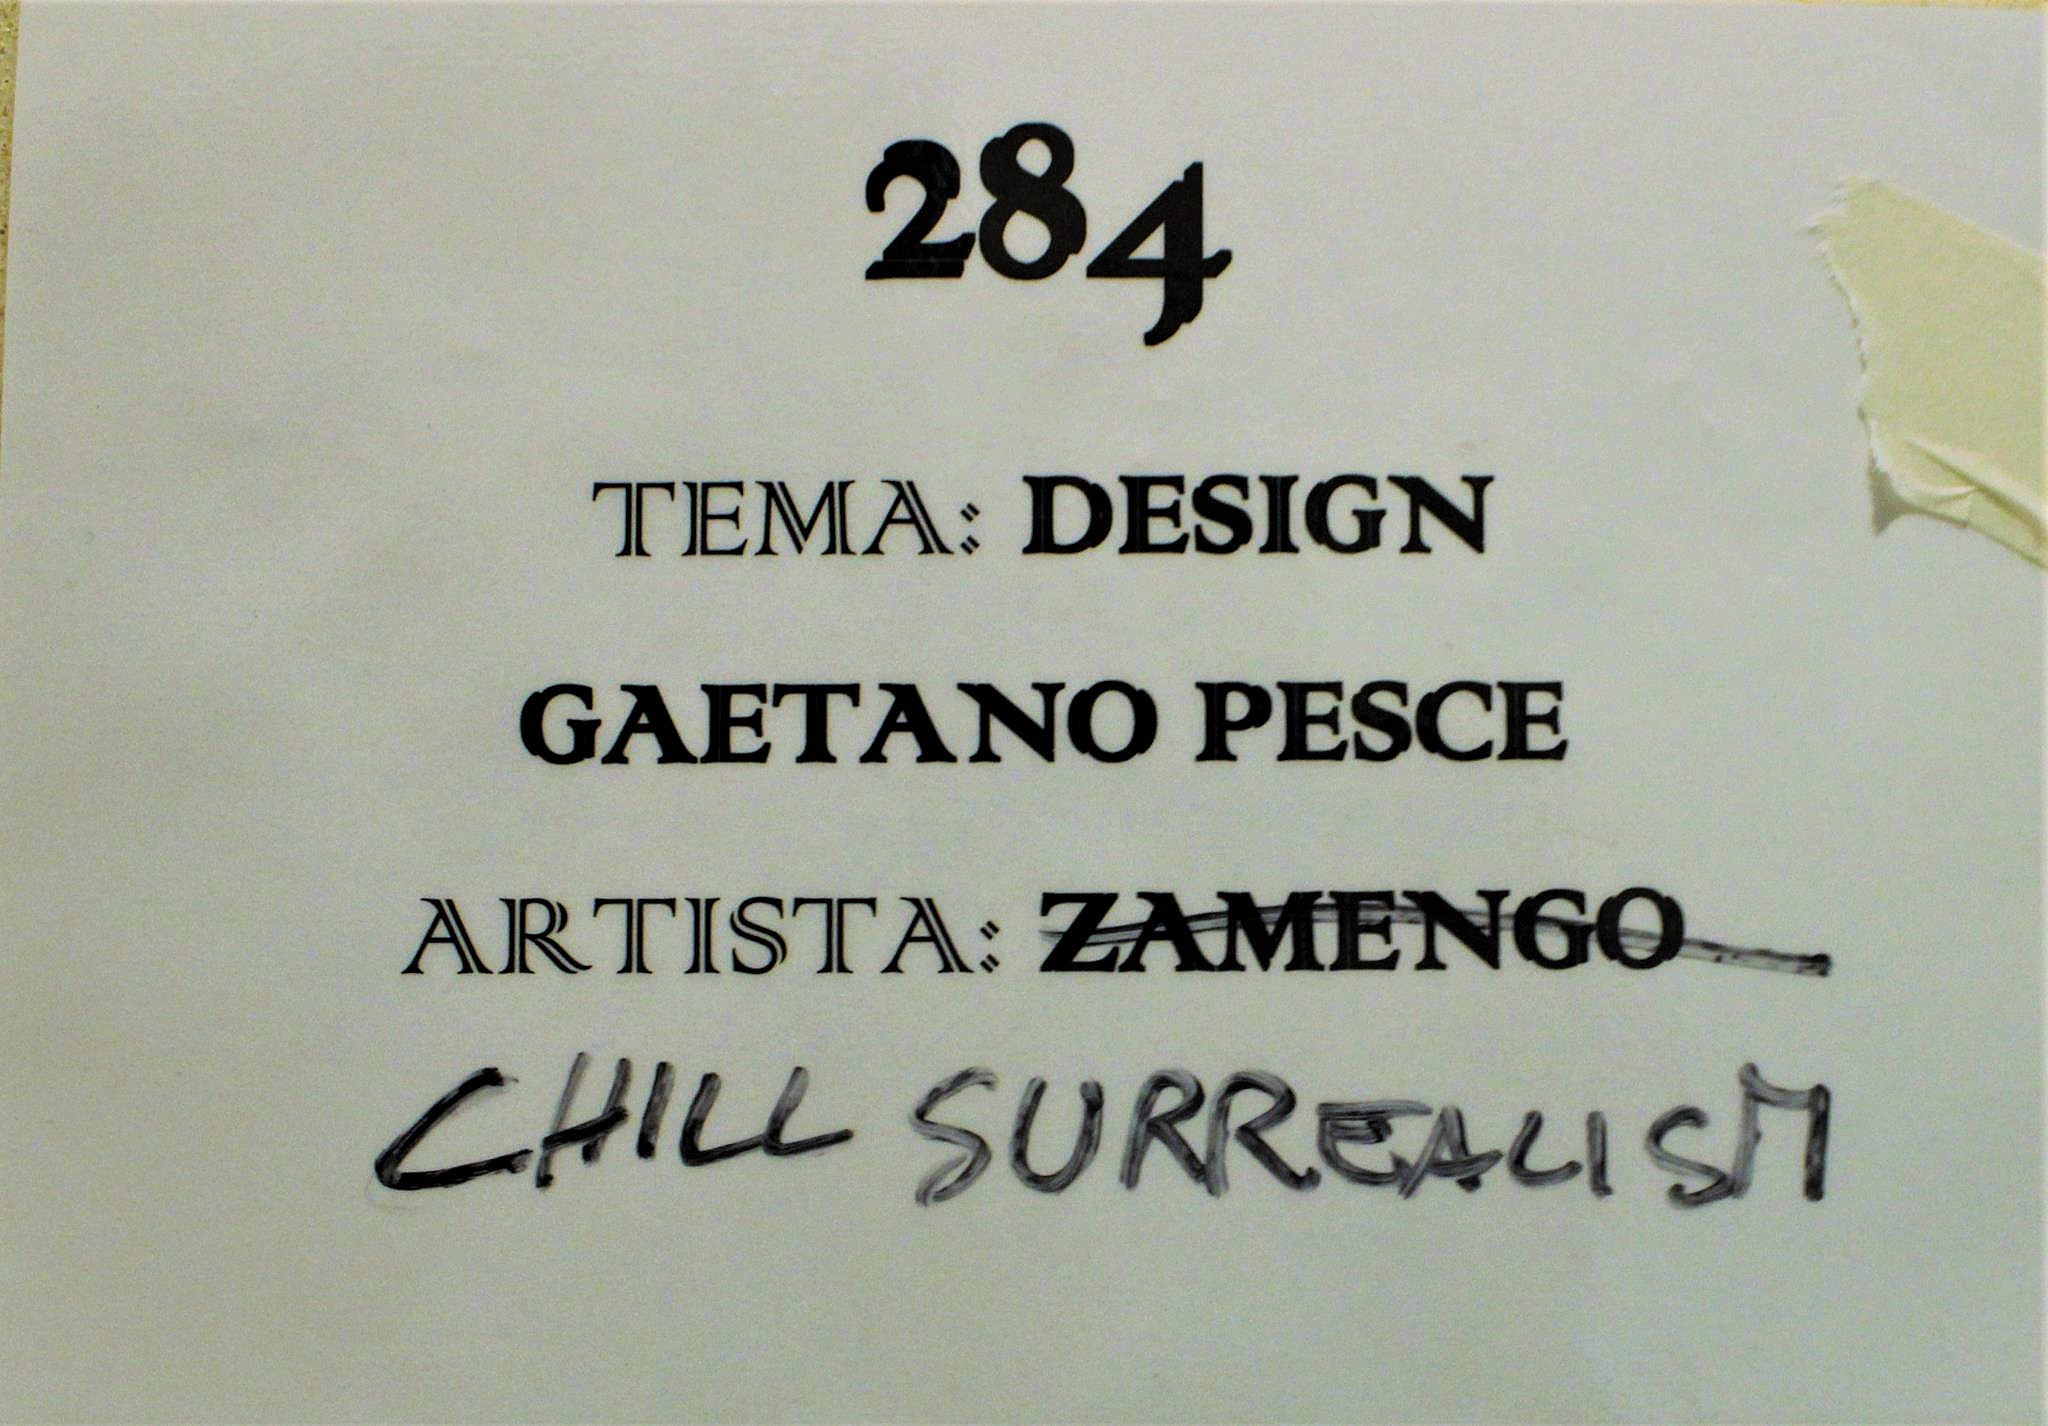 284
TEMA: DESIGN
GAETANO PESCE
ARTISTA: ZAMENGO
CHILL SURREALISM